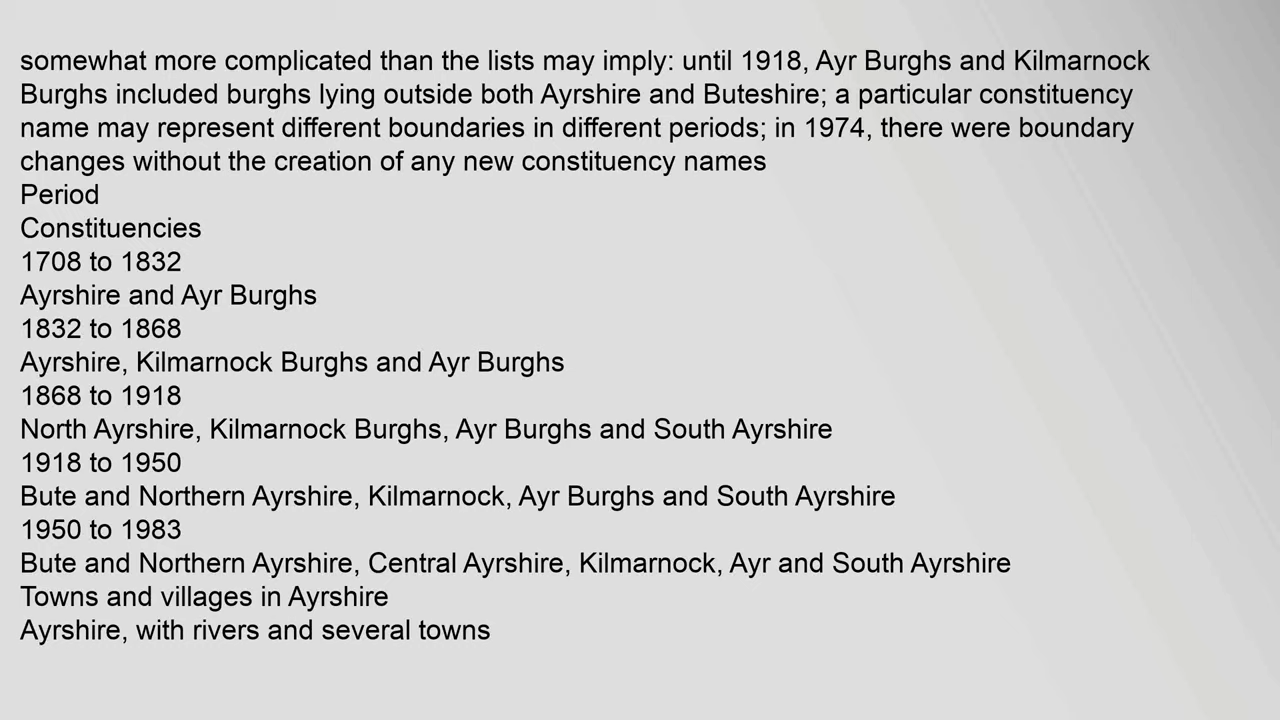 somewhat more complicated than the lists may imply: until 1918, Ayr Burghs and Kilmarnock
Burghs included burghs lying outside both Ayrshire and Buteshire; a particular constituency
name may represent different boundaries in different periods; in 1974, there were boundary
changes without the creation of any new constituency names
Period
Constituencies
1708 to 1832
Ayrshire and Ayr Burghs
1832 to 1868
Ayrshire, Kilmarnock Burghs and Ayr Burghs
1868 to 1918
North Ayrshire, Kilmarnock Burghs, Ayr Burghs and South Ayrshire
1918 to 1950
Bute and Northern Ayrshire, Kilmarnock, Ayr Burghs and South Ayrshire
1950 to 1983
Bute and Northern Ayrshire, Central Ayrshire, Kilmarnock, Ayr and South Ayrshire
Towns and villages in Ayrshire
Ayrshire, with rivers and several towns